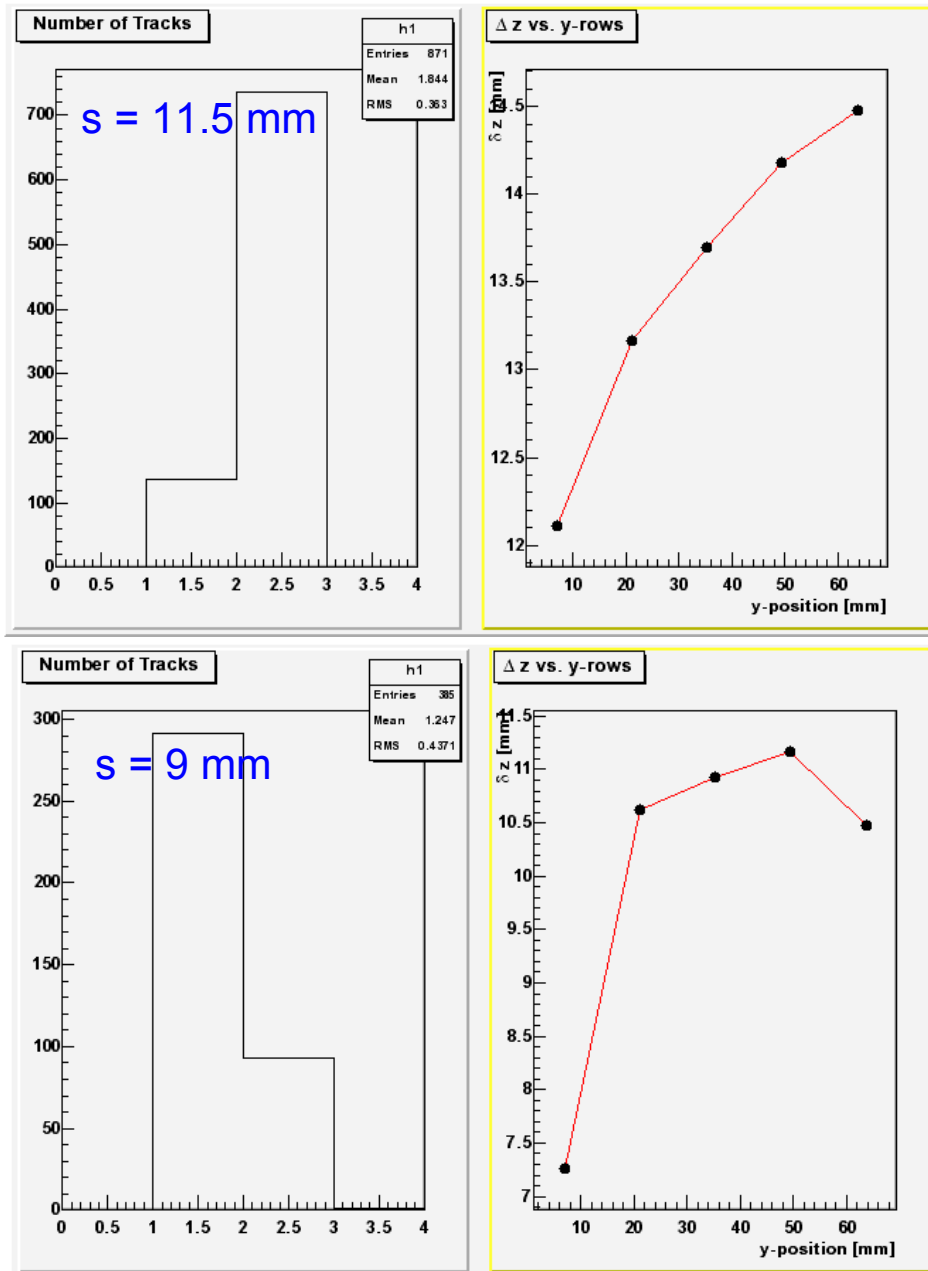 Number of Tracks
h1
Entries 871
Mean 1.844
RMS 0.363
s = 11.5 mm
700
600
500
400
300
200
100
0
0 0.5 1 1.5 2 2.5 3 3.5 4
Δ z vs. y-rows
δ z [mm]
14.5
14
13.5
13
12.5
12
10 20 30 40 50 60
y-position [mm]
Number of Tracks
h1
Entries 385
Mean 1.247
RMS 0.4371
s = 9 mm
300
250
200
150
100
50
0
0 0.5 1 1.5 2 2.5 3 3.5 4
Δ z vs. y-rows
δ z [mm]
11.5
11
10.5
10
9.5
9
8.5
8
7.5
7
10 20 30 40 50 60
y-position [mm]